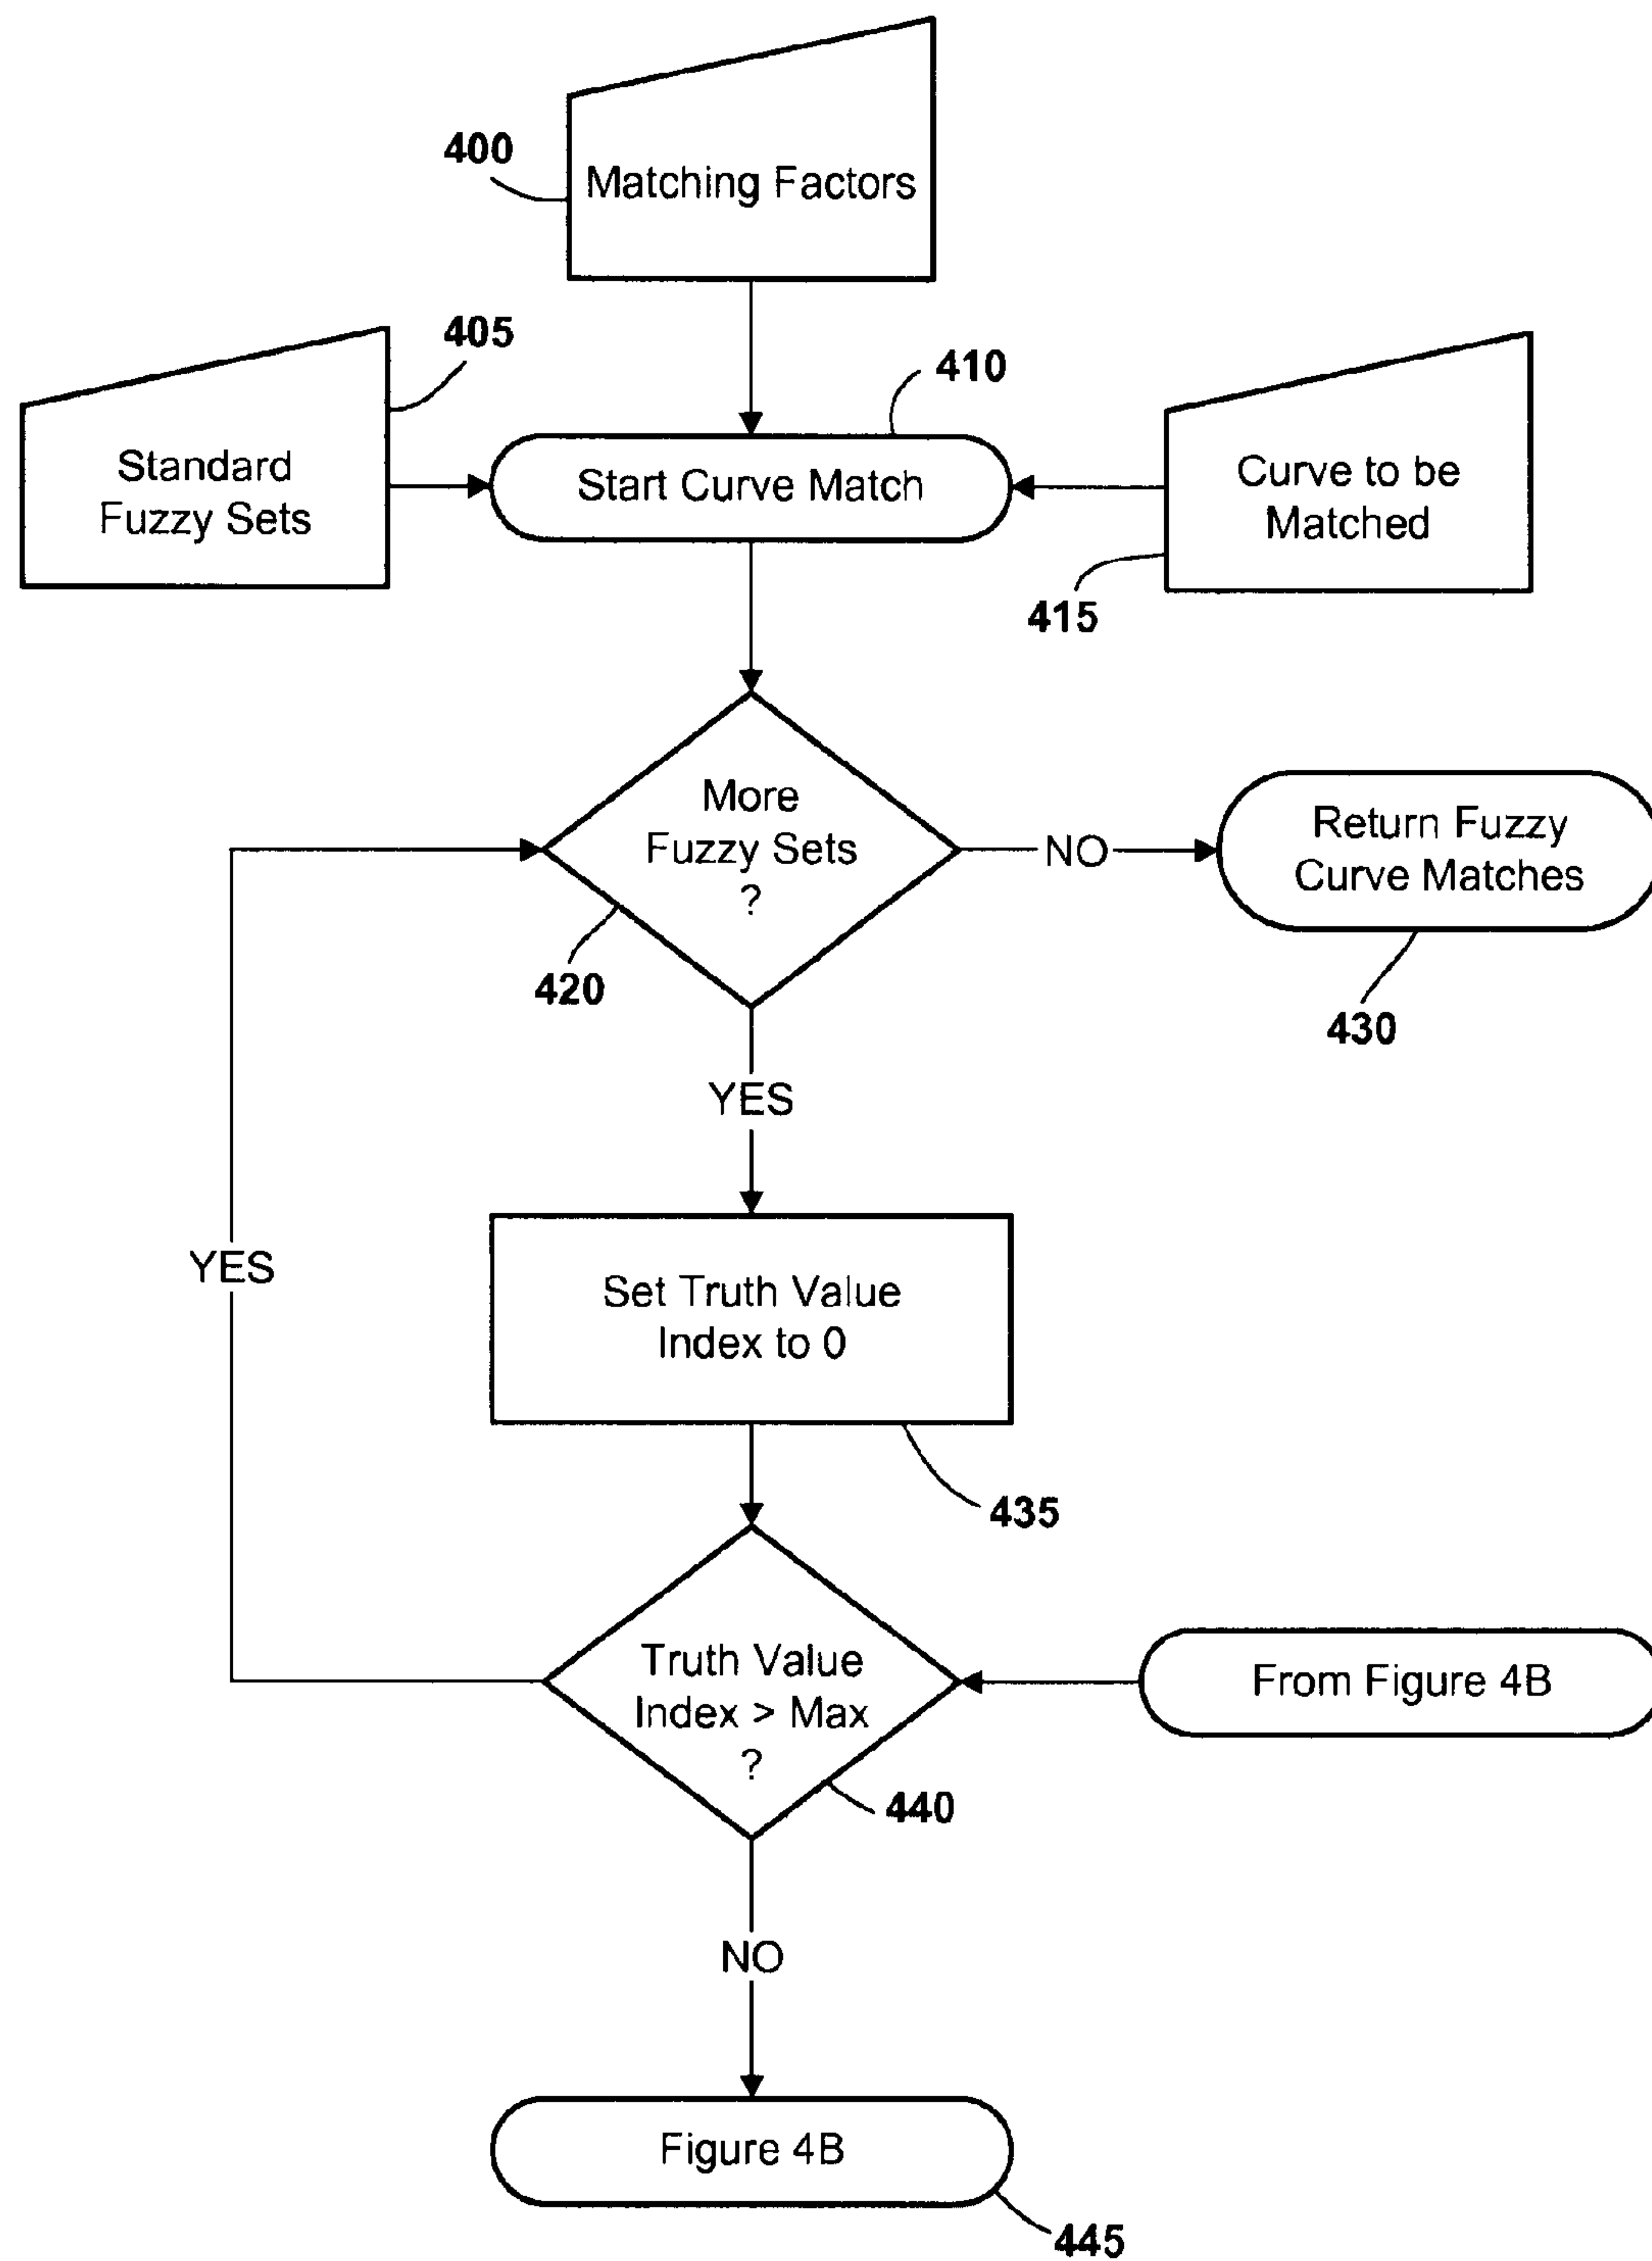 400
Matching Factors
405
410
Standard
Fuzzy Sets
Start Curve Match
Curve to be
Matched
415
More
Fuzzy Sets
?
NO
Return Fuzzy
Curve Matches
420
430
YES
YES
Set Truth Value
Index to 0
435
Truth Value
Index > Max
?
From Figure 4B
440
NO
Figure 4B
445